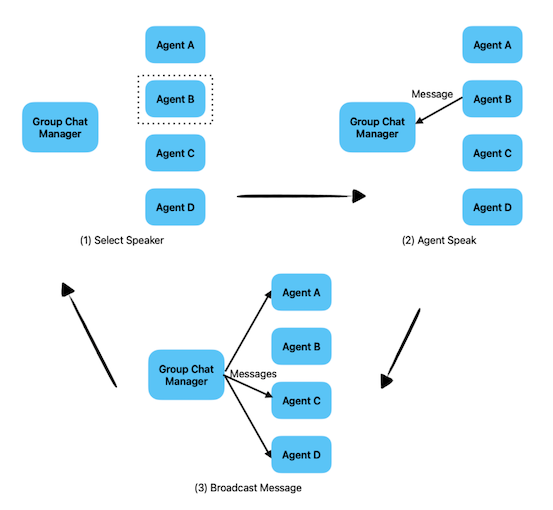 Agent A
Agent B
Group Chat
Manager
Agent C
Agent D
(1) Select Speaker
Agent A
Message
Agent B
Group Chat
Manager
Agent C
Agent D
(2) Agent Speak
Agent A
Agent B
Group Chat
Manager
Messages
Agent C
Agent D
(3) Broadcast Message